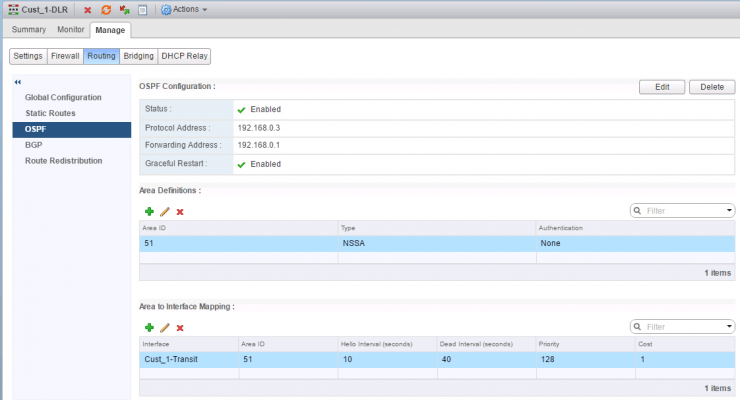 Cust_1-DLR Actions
Summary Monitor Manage
Settings Firewall Routing Bridging DHCP Relay
Global Configuration
Static Routes
OSPF
BGP
Route Redistribution
OSPF Configuration : Edit Delete
Status : Enabled
Protocol Address : 192.168.0.3
Forwarding Address : 192.168.0.1
Graceful Restart : Enabled
Area Definitions :
Filter
Area ID Type Authentication
51 NSSA None
1 items
Area to Interface Mapping :
Filter
Interface Area ID Hello Interval (seconds) Dead Interval (seconds) Priority Cost
Cust_1-Transit 51 10 40 128 1
1 items